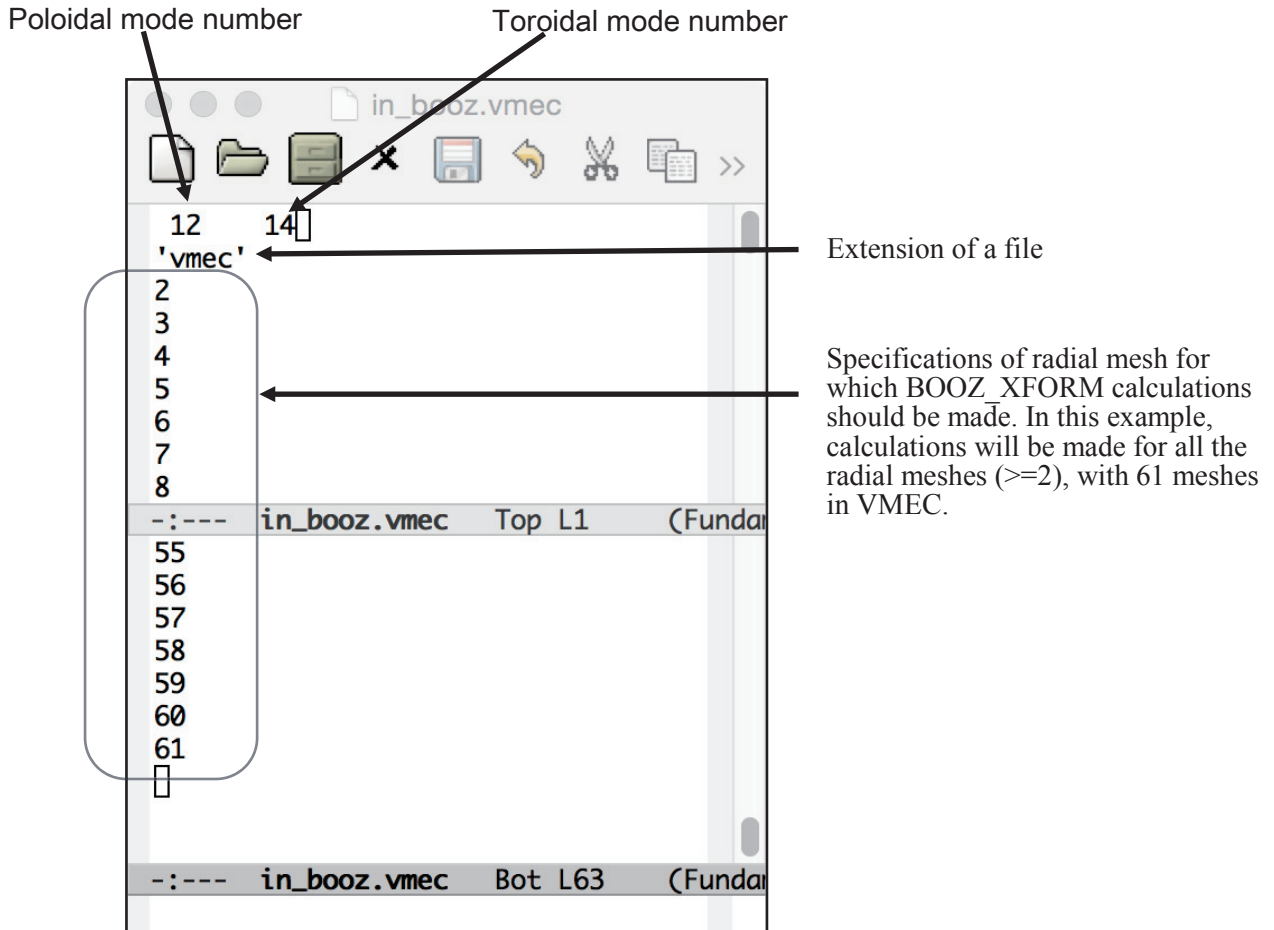 Poloidal mode number
Toroidal mode number
in_booz.vmec
>>
12 14
'vmec'
2
3
4
5
6
7
8
-:--- in_booz.vmec Top L1 (Fundar
55
56
57
58
59
60
61
-:--- in_booz.vmec Bot L63 (Fundar
Extension of a file
Specifications of radial mesh for
which BOOZ_XFORM calculations
should be made. In this example,
calculations will be made for all the
radial meshes (>=2), with 61 meshes
in VMEC.